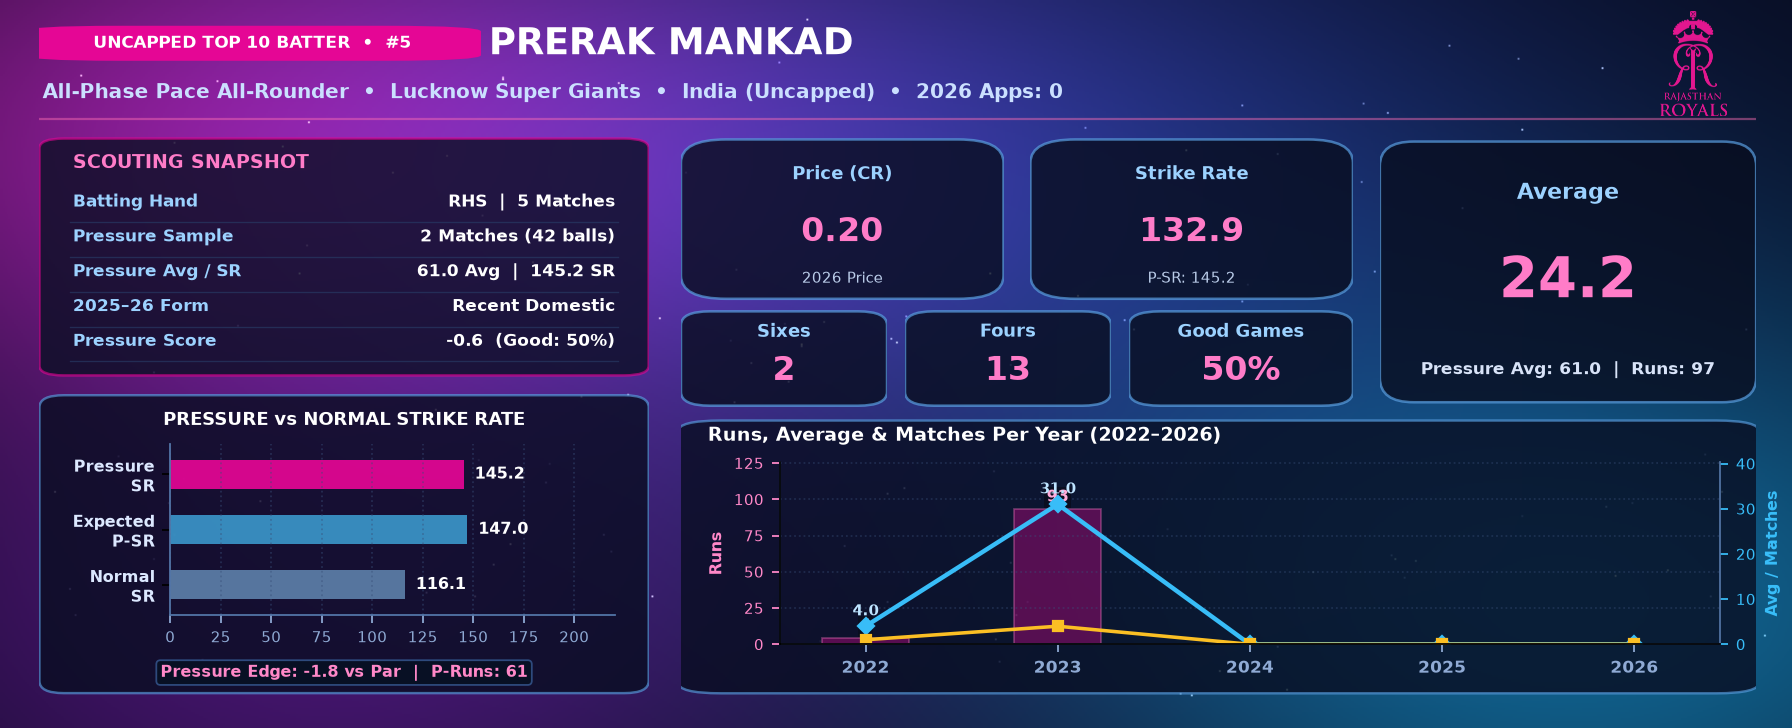 UNCAPPED TOP 10 BATTER • #5 PRERAK MANKAD
All-Phase Pace All-Rounder • Lucknow Super Giants • India (Uncapped) • 2026 Apps: 0
RAJASTHAN
ROYALS
SCOUTING SNAPSHOT
Batting Hand RHS | 5 Matches
Pressure Sample 2 Matches (42 balls)
Pressure Avg / SR 61.0 Avg | 145.2 SR
2025–26 Form Recent Domestic
Pressure Score -0.6 (Good: 50%)
Price (CR)
0.20
2026 Price
Strike Rate
132.9
P-SR: 145.2
Average
24.2
Pressure Avg: 61.0 | Runs: 97
Sixes
2
Fours
13
Good Games
50%
PRESSURE vs NORMAL STRIKE RATE
Pressure
SR
145.2
Expected
P-SR
147.0
Normal
SR
116.1
0 25 50 75 100 125 150 175 200
Pressure Edge: -1.8 vs Par | P-Runs: 61
Runs, Average & Matches Per Year (2022–2026)
Runs
125
100
75
50
25
0
4.0
31.0
93
40
30
20
10
0
Avg / Matches
2022 2023 2024 2025 2026